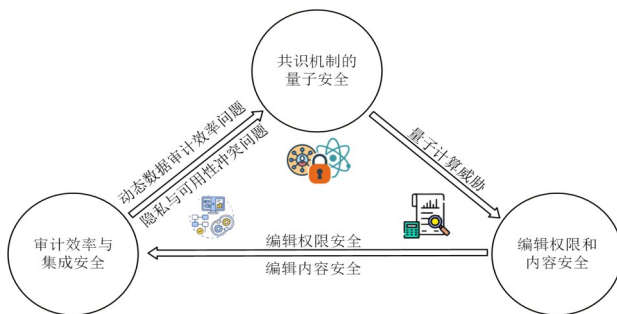 共识机制的
量子安全
动态数据审计效率问题
隐私与可用性冲突问题
量子计算威胁
审计效率与
集成安全
编辑权限安全
编辑内容安全
编辑权限和
内容安全